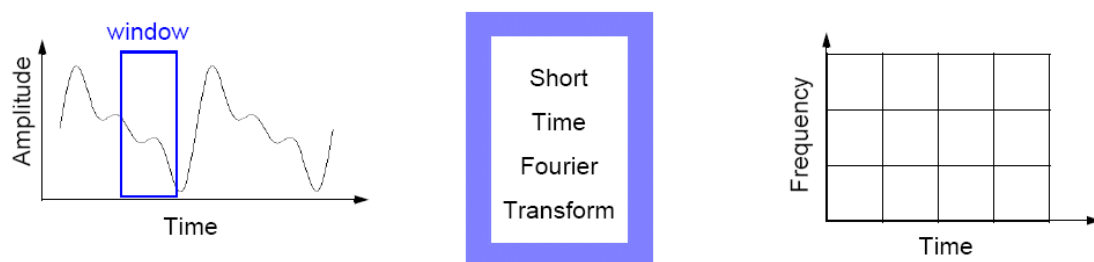 window
Amplitude
Time
Short
Time
Fourier
Transform
Frequency
Time